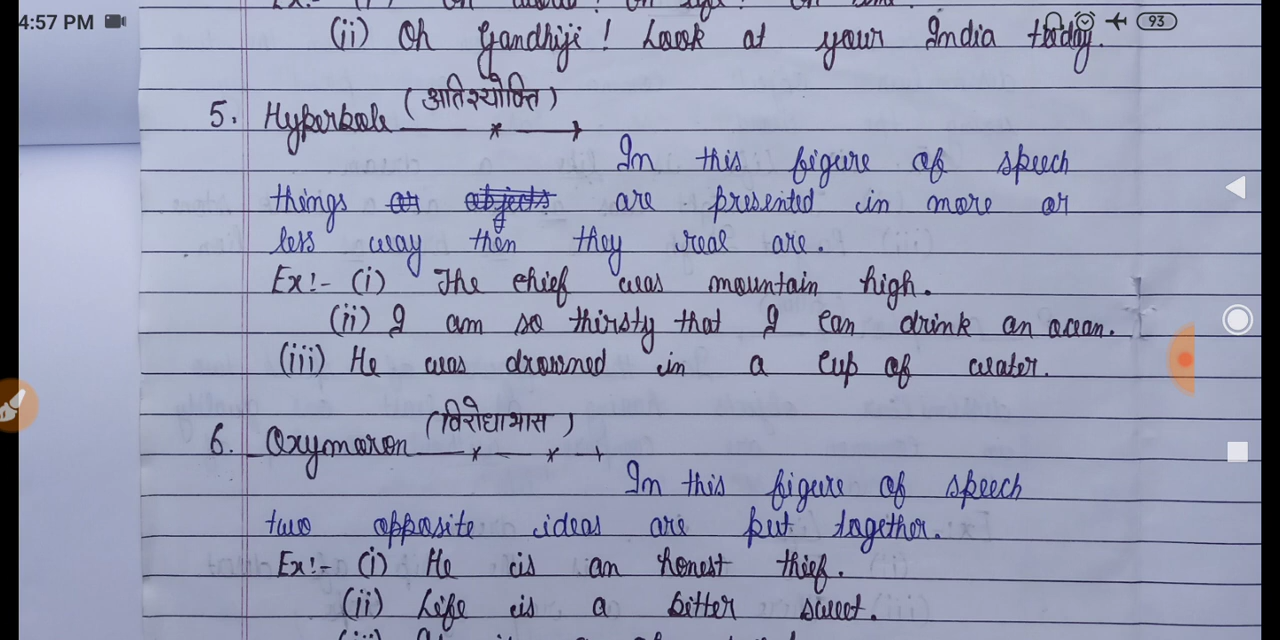 4:57 PM
93
(ii) Oh Gandhiji ! Look at your India today.
5. Hyperbole (अतिश्योक्ति)
In this figure of speech
things or objects are presented in more or
less way then they real are.
Ex:- (i) The chief was mountain high.
(ii) I am so thirsty that I can drink an ocean.
(iii) He was drowned in a cup of water.
6. Oxymoron (विरोधाभास)
In this figure of speech
two opposite ideas are put together.
Ex:- (i) He is an honest thief.
(ii) Life is a bitter sweet.